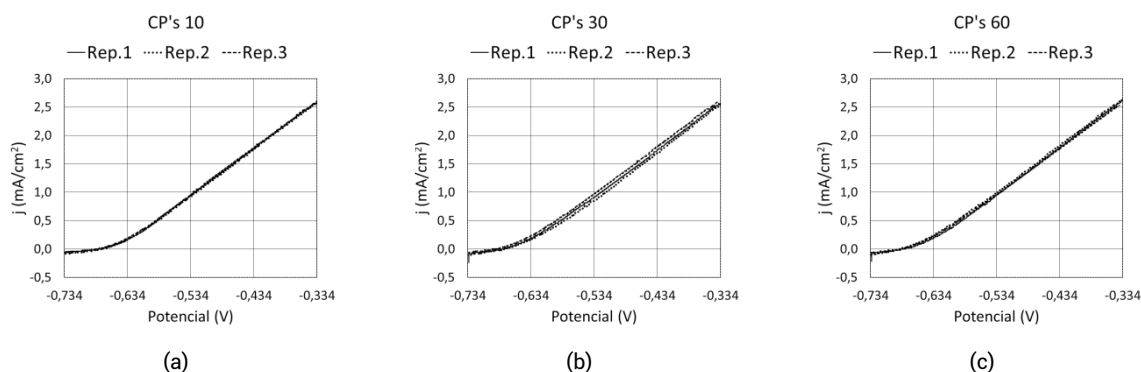 CP's 10
Rep.1 Rep.2 Rep.3
3,0
2,5
2,0
1,5
1,0
0,5
0,0
-0,5
j (mA/cm²)
-0,734 -0,634 -0,534 -0,434 -0,334
Potencial (V)
(a)
CP's 30
Rep.1 Rep.2 Rep.3
3,0
2,5
2,0
1,5
1,0
0,5
0,0
-0,5
j (mA/cm²)
-0,734 -0,634 -0,534 -0,434 -0,334
Potencial (V)
(b)
CP's 60
Rep.1 Rep.2 Rep.3
3,0
2,5
2,0
1,5
1,0
0,5
0,0
-0,5
j (mA/cm²)
-0,734 -0,634 -0,534 -0,434 -0,334
Potencial (V)
(c)